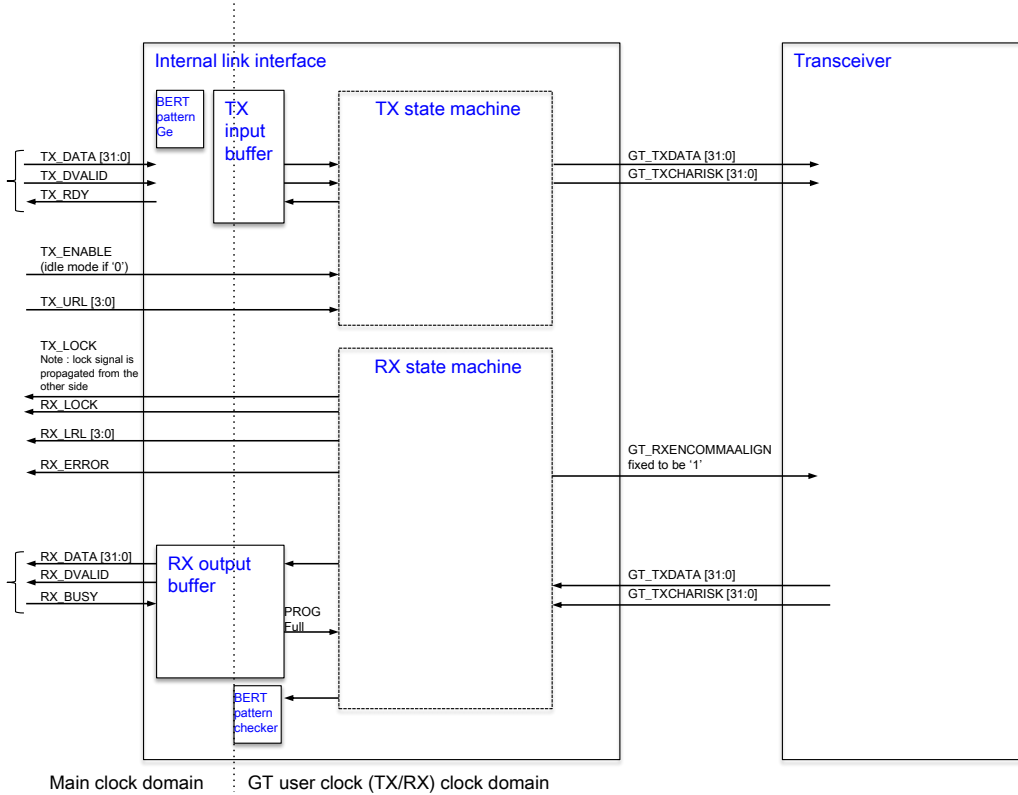 Internal link interface
Transceiver
BERT
pattern
Ge
TX
input
buffer
TX state machine
TX_DATA [31:0]
TX_DVALID
TX_RDY
GT_TXDATA [31:0]
GT_TXCHARISK [31:0]
TX_ENABLE
(idle mode if ‘0’)
TX_URL [3:0]
TX_LOCK
Note : lock signal is
propagated from the
other side
RX_LOCK
RX_LRL [3:0]
RX_ERROR
RX state machine
GT_RXENCOMMAALIGN
fixed to be ‘1’
RX_DATA [31:0]
RX_DVALID
RX_BUSY
RX output
buffer
PROG
Full
GT_TXDATA [31:0]
GT_TXCHARISK [31:0]
BERT
pattern
checker
Main clock domain
GT user clock (TX/RX) clock domain